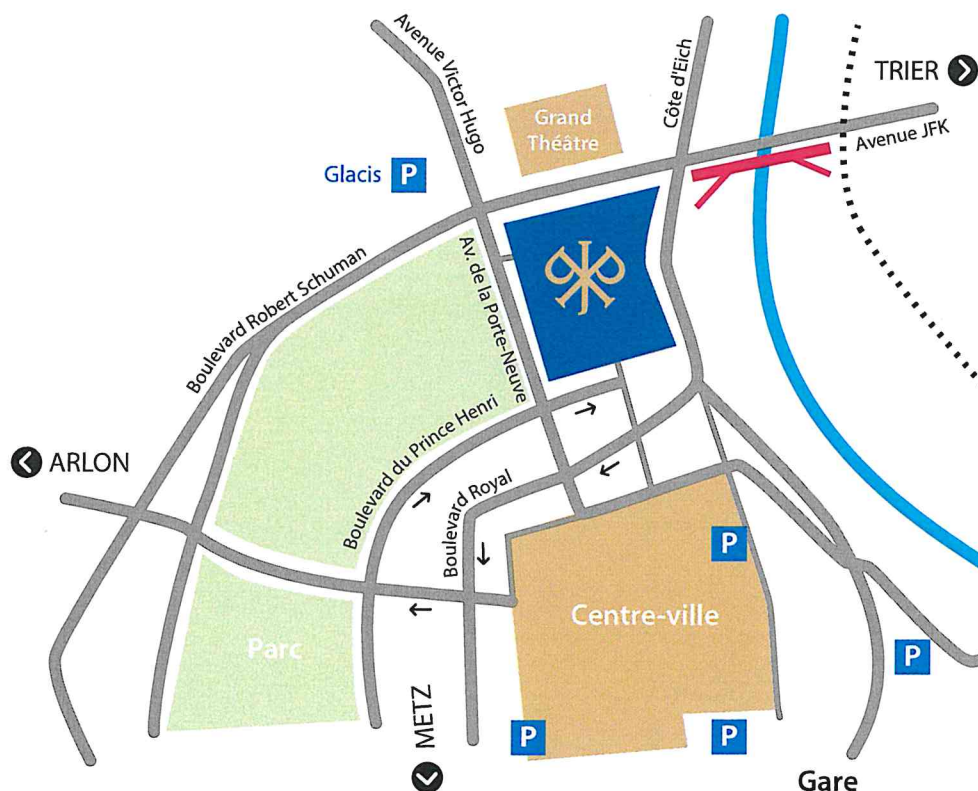 Avenue Victor Hugo
Côte d'Eich
TRIER
Grand
Théâtre
Avenue JFK
Glacis P
Boulevard Robert Schuman
Av. de la Porte-Neuve
Boulevard du Prince Henri
ARLON
Boulevard Royal
P
Centre-ville
Parc
P
METZ
P
P
Gare